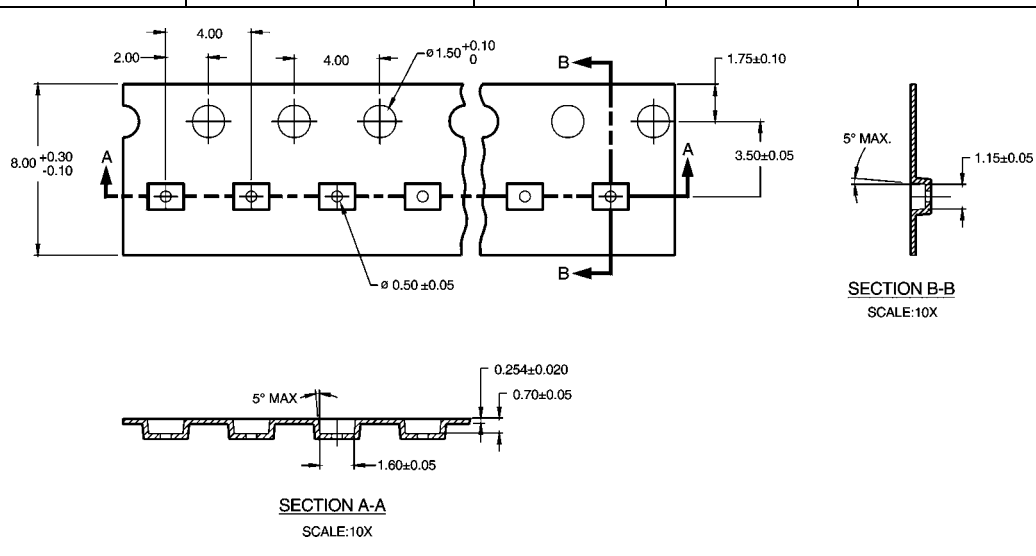 4.00
2.00
4.00
ø1.50 +0.10
0
B
1.75±0.10
5° MAX.
A
8.00 +0.30
-0.10
A
3.50±0.05
1.15±0.05
B
ø 0.50 ±0.05
SECTION B-B
SCALE:10X
0.254±0.020
0.70±0.05
5° MAX
1.60±0.05
SECTION A-A
SCALE:10X